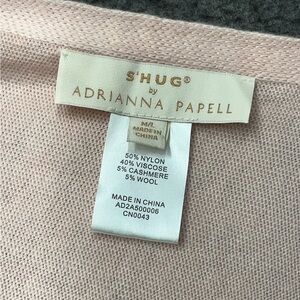 S'HUG®
by
ADRIANNA PAPELL
M/L
MADE IN
CHINA
50% NYLON
40% VISCOSE
5% CASHMERE
5% WOOL
MADE IN CHINA
AD2A500006
CN0043